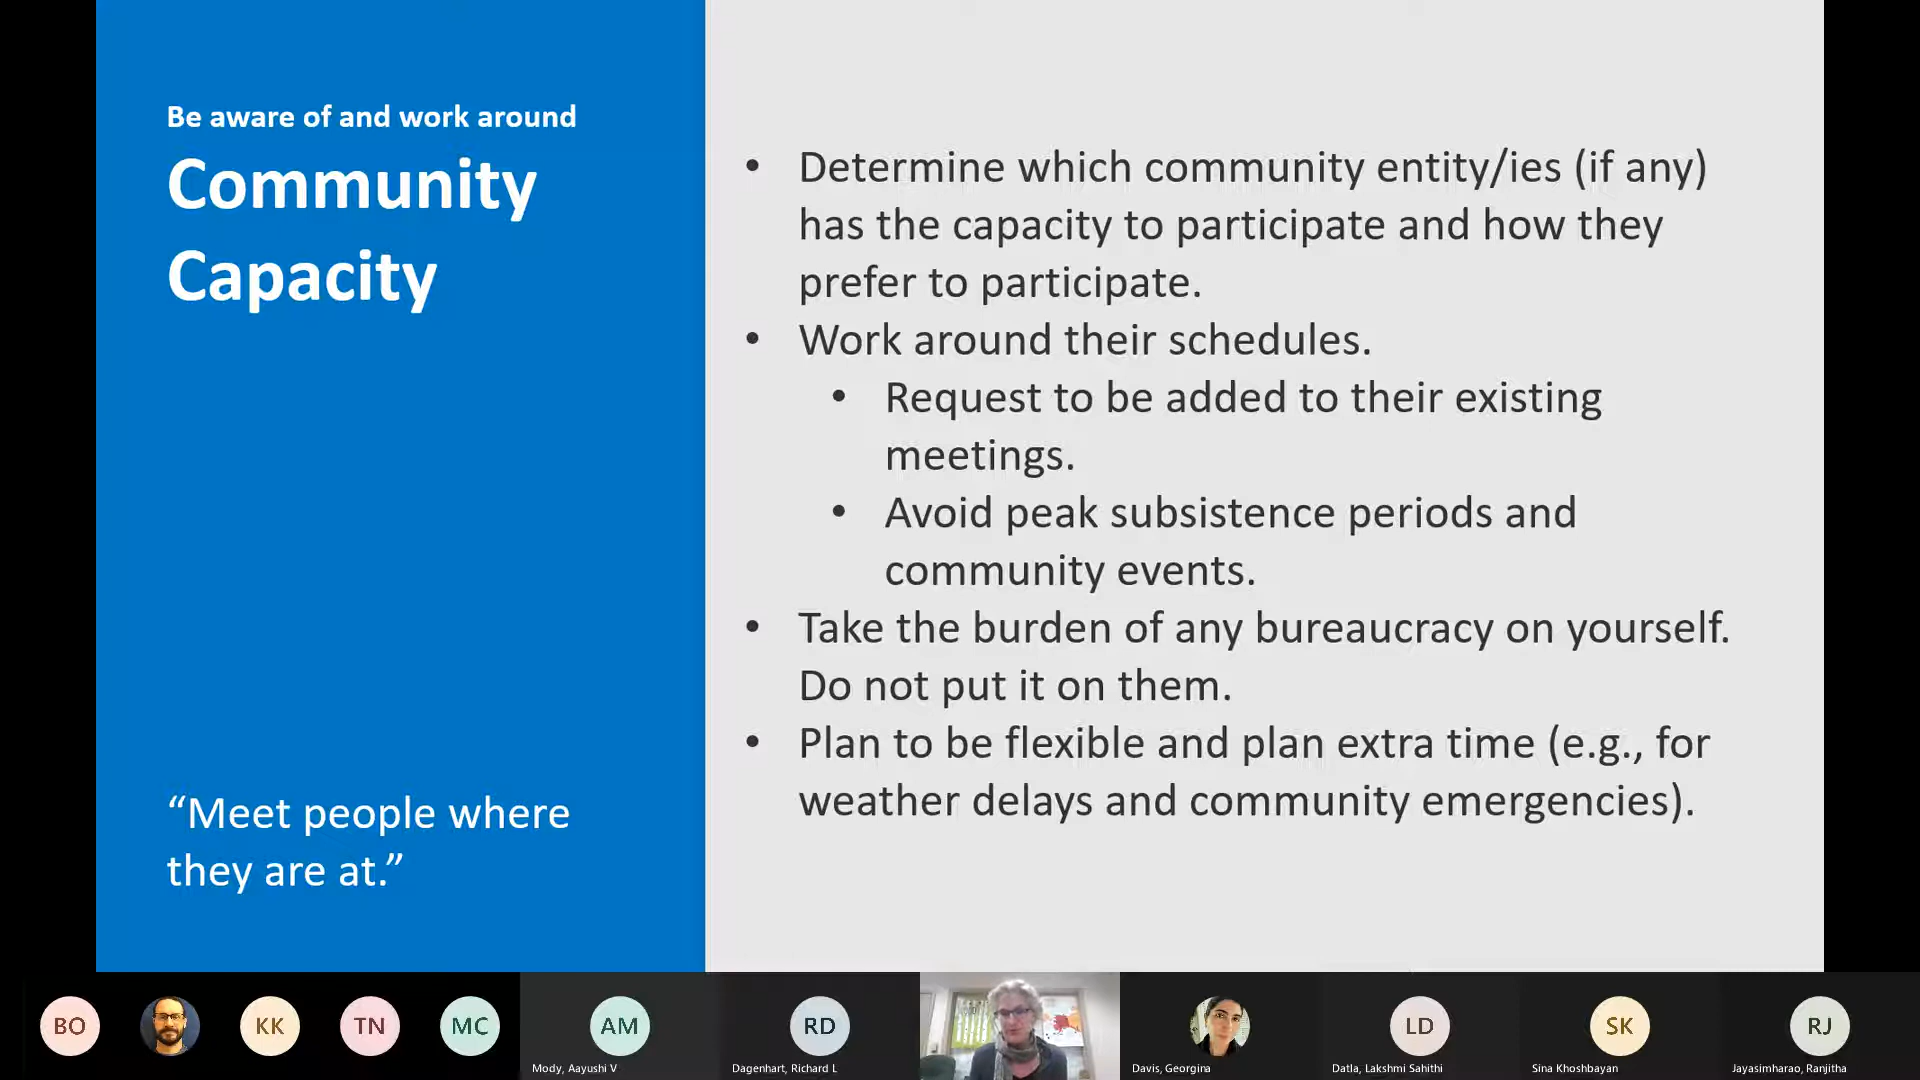 Be aware of and work around
Community
Capacity
“Meet people where
they are at.”
• Determine which community entity/ies (if any)
has the capacity to participate and how they
prefer to participate.
• Work around their schedules.
• Request to be added to their existing
meetings.
• Avoid peak subsistence periods and
community events.
• Take the burden of any bureaucracy on yourself.
Do not put it on them.
• Plan to be flexible and plan extra time (e.g., for
weather delays and community emergencies).
BO
KK
TN
MC
AM
Mody, Aayushi V
RD
Dagenhart, Richard L
Davis, Georgina
LD
Datla, Lakshmi Sahithi
SK
Sina Khoshbayan
RJ
Jayasimharao, Ranjitha